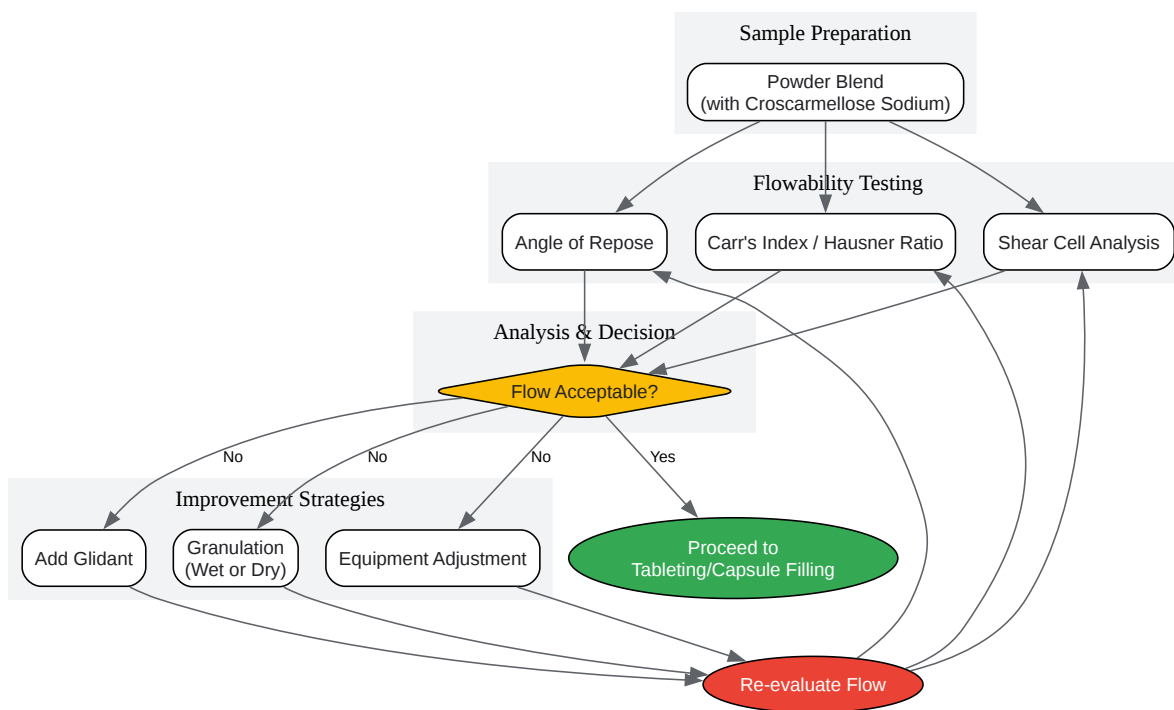 Sample Preparation
Powder Blend
(with Croscarmellose Sodium)
Flowability Testing
Angle of Repose
Carr's Index / Hausner Ratio
Shear Cell Analysis
Analysis & Decision
Flow Acceptable?
No
No
No
Yes
Improvement Strategies
Add Glidant
Granulation
(Wet or Dry)
Equipment Adjustment
Proceed to
Tableting/Capsule Filling
Re-evaluate Flow